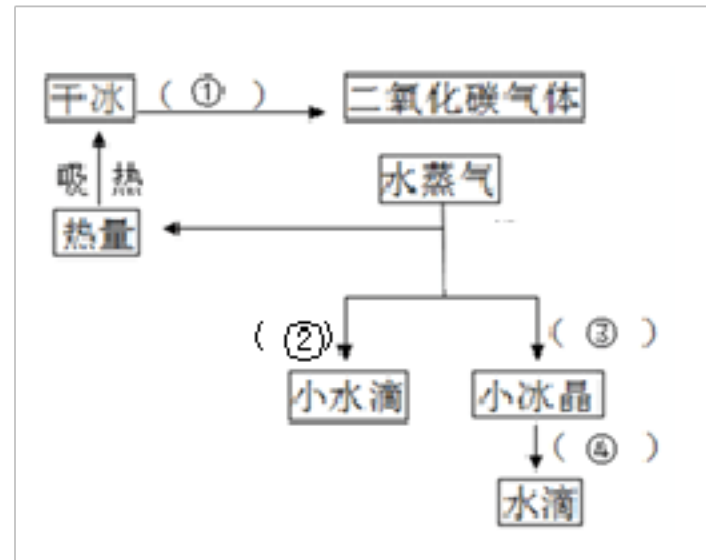 干冰 ( ① ) 二氧化碳气体
吸热 水蒸气
热量
( ② ) ( ③ )
小水滴 小冰晶
( ④ )
水滴